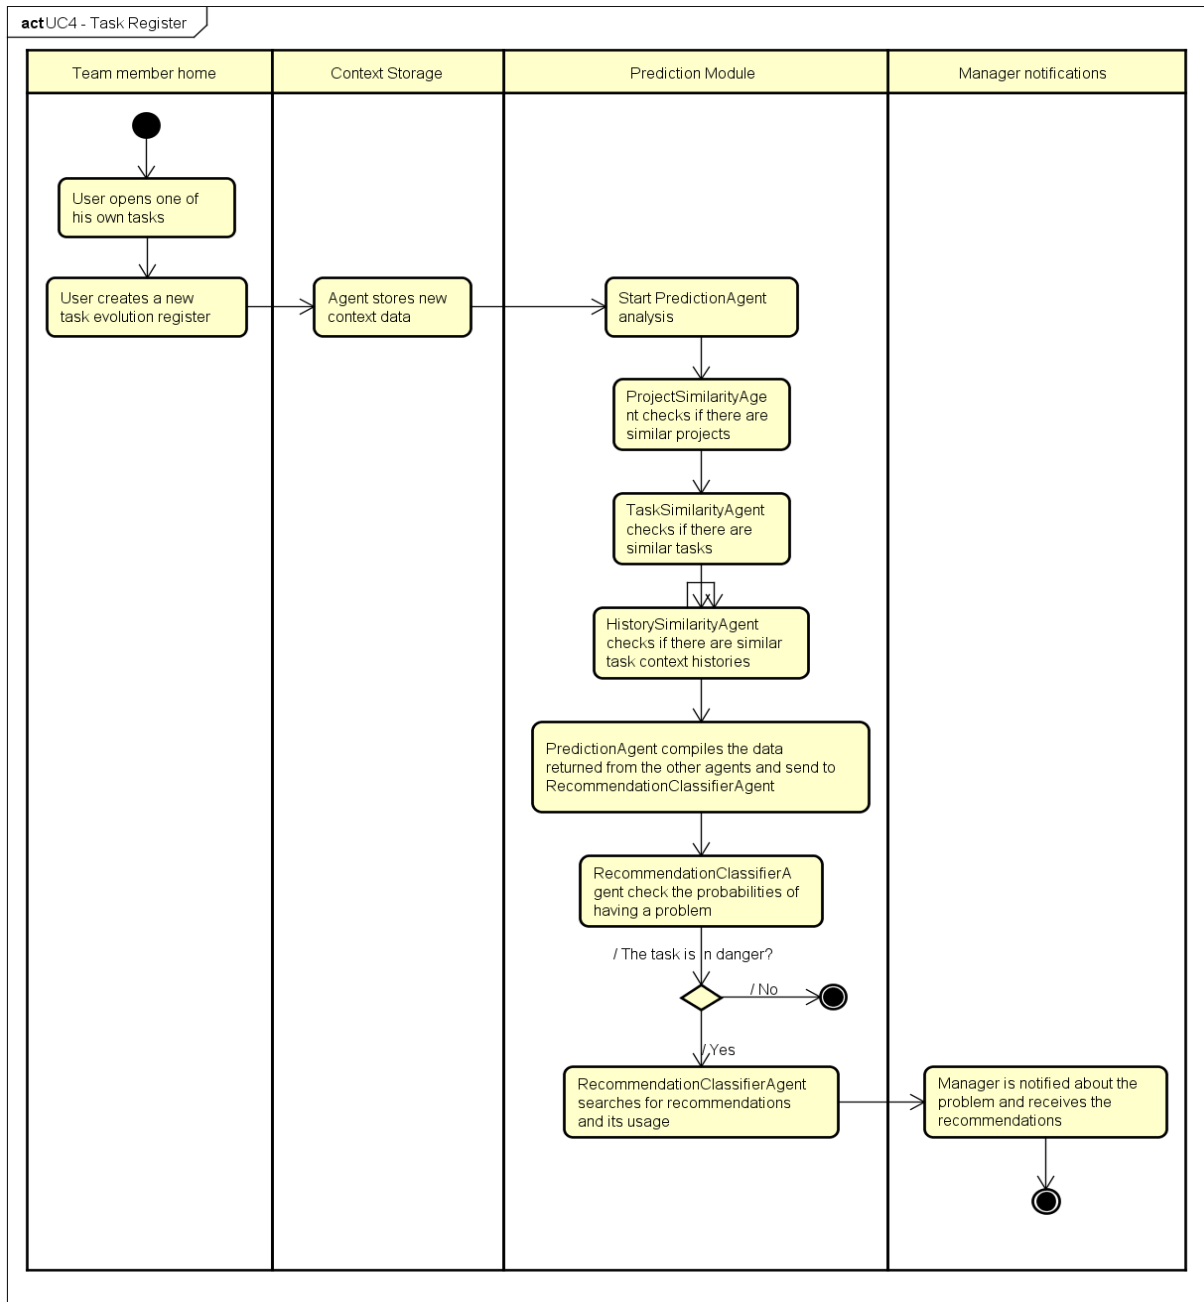 act UC4 - Task Register
Team member home
Context Storage
Prediction Module
Manager notifications
User opens one of
his own tasks
User creates a new
task evolution register
Agent stores new
context data
Start PredictionAgent
analysis
ProjectSimilarityAge
nt checks if there are
similar projects
TaskSimilarityAgent
checks if there are
similar tasks
HistorySimilarityAgent
checks if there are similar
task context histories
PredictionAgent compiles the data
returned from the other agents and send to
RecommendationClassifierAgent
RecommendationClassifierA
gent check the probabilities of
having a problem
/ The task is in danger?
/ No
/ Yes
RecommendationClassifierAgent
searches for recommendations
and its usage
Manager is notified about the
problem and receives the
recommendations